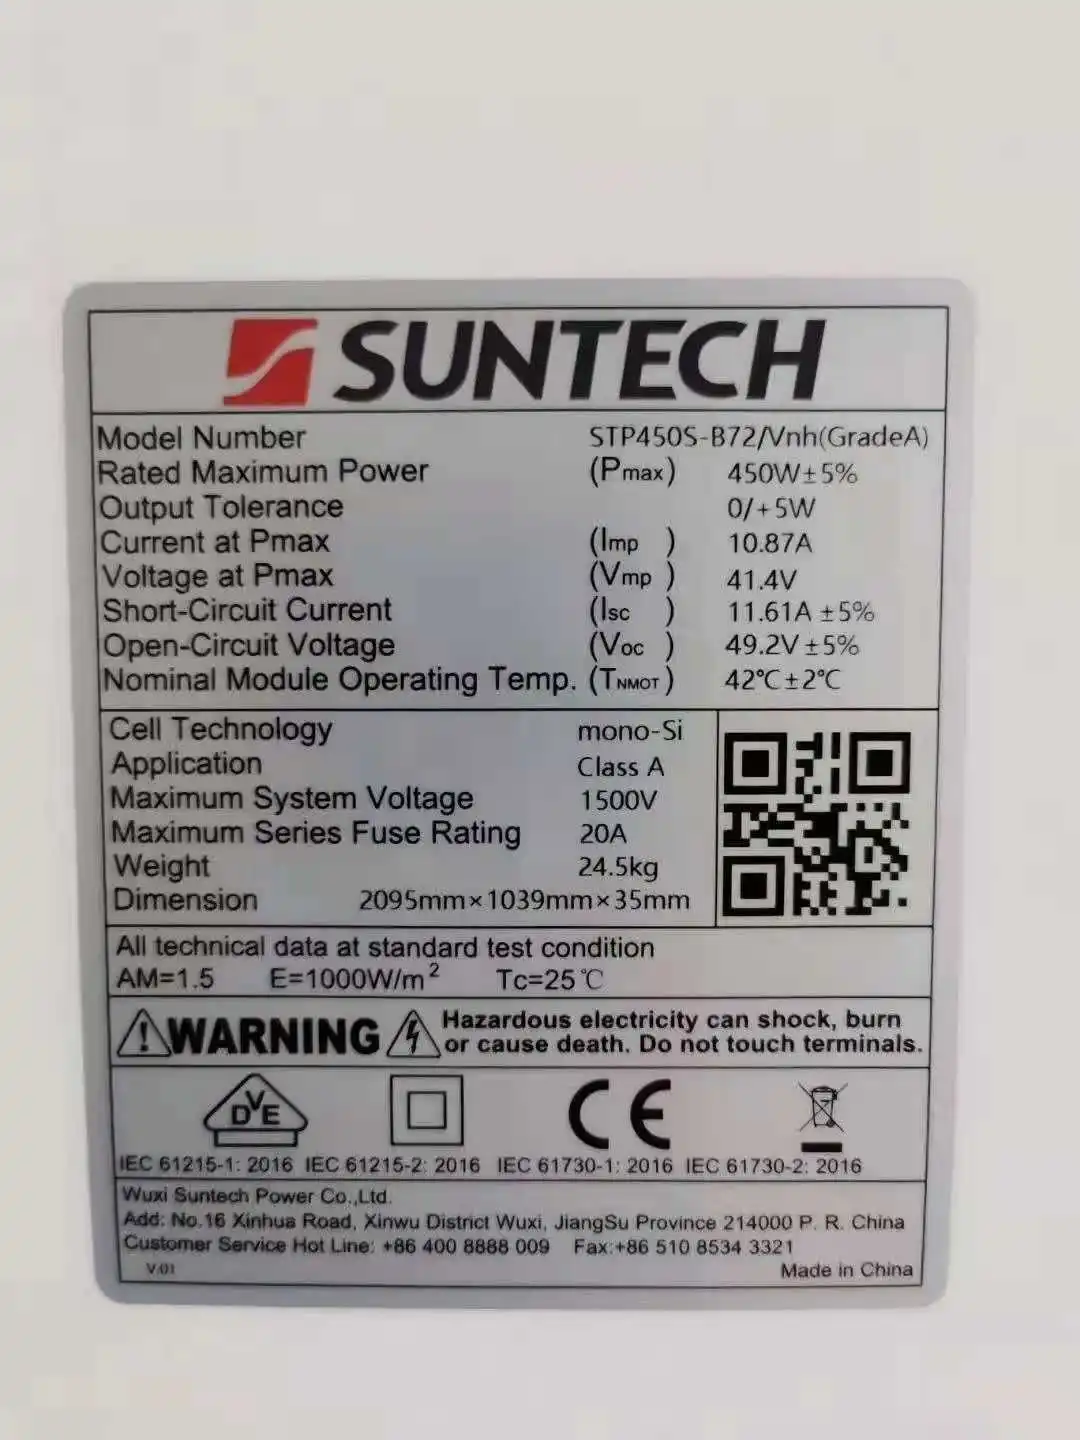 SUNTECH
Model Number STP450S-B72/Vnh(GradeA)
Rated Maximum Power (Pmax) 450W±5%
Output Tolerance 0/+5W
Current at Pmax (Imp ) 10.87A
Voltage at Pmax (Vmp ) 41.4V
Short-Circuit Current (Isc ) 11.61A ±5%
Open-Circuit Voltage (Voc ) 49.2V±5%
Nominal Module Operating Temp. (TNMOT) 42℃±2℃
Cell Technology mono-Si
Application Class A
Maximum System Voltage 1500V
Maximum Series Fuse Rating 20A
Weight 24.5kg
Dimension 2095mm×1039mm×35mm
All technical data at standard test condition
AM=1.5 E=1000W/m² Tc=25℃
WARNING Hazardous electricity can shock, burn
or cause death. Do not touch terminals.
DVE CE
IEC 61215-1: 2016 IEC 61215-2: 2016 IEC 61730-1: 2016 IEC 61730-2: 2016
Wuxi Suntech Power Co.,Ltd.
Add: No.16 Xinhua Road, Xinwu District Wuxi, JiangSu Province 214000 P. R. China
Customer Service Hot Line: +86 400 8888 009 Fax:+86 510 8534 3321
V.01 Made in China